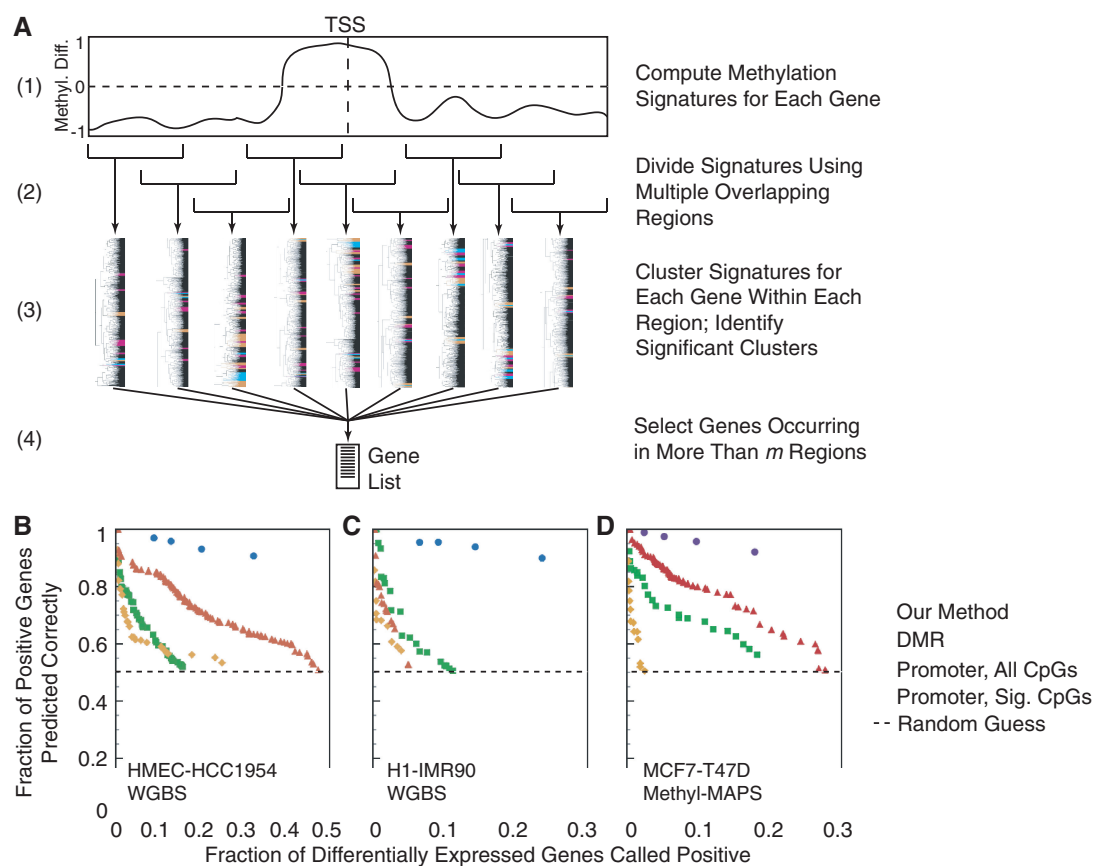 A
TSS
Methyl. Diff.
1
0
-1
(1)
Compute Methylation
Signatures for Each Gene
(2)
Divide Signatures Using
Multiple Overlapping
Regions
(3)
Cluster Signatures for
Each Gene Within Each
Region; Identify
Significant Clusters
(4)
Select Genes Occurring
in More Than m Regions
Gene
List
B
C
D
Fraction of Positive Genes
Predicted Correctly
1
0.8
0.6
0.4
0.2
0
HMEC-HCC1954
WGBS
H1-IMR90
WGBS
MCF7-T47D
Methyl-MAPS
0 0.1 0.2 0.3 0.4 0.5
0 0.1 0.2 0.3
0 0.1 0.2 0.3
Fraction of Differentially Expressed Genes Called Positive
Our Method
DMR
Promoter, All CpGs
Promoter, Sig. CpGs
Random Guess